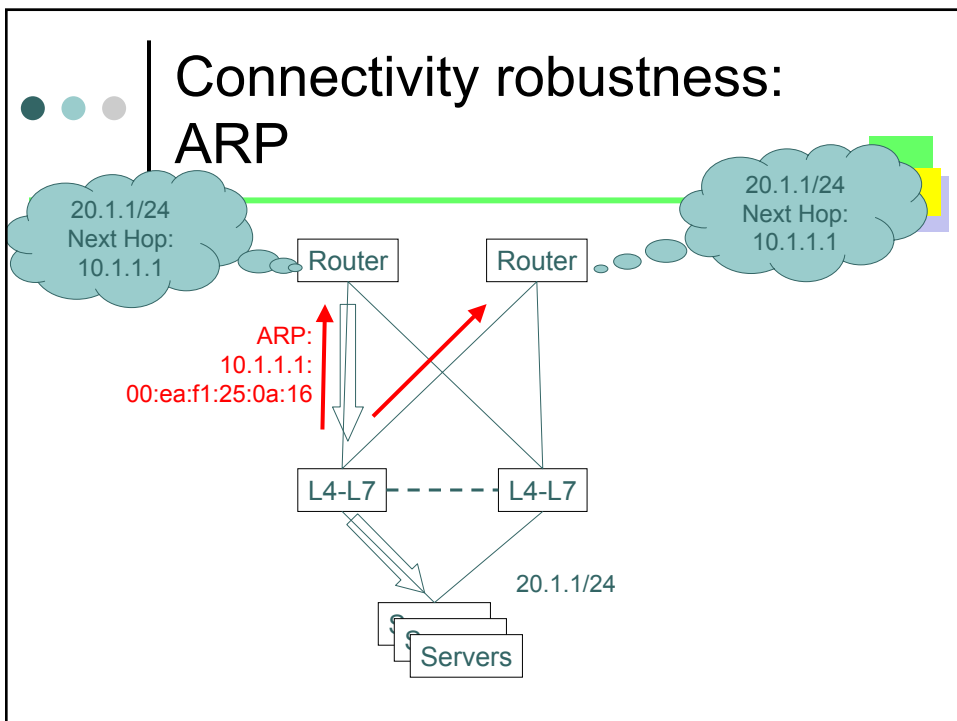 Connectivity robustness:
ARP
20.1.1/24
Next Hop:
10.1.1.1
20.1.1/24
Next Hop:
10.1.1.1
Router
Router
ARP:
10.1.1.1:
00:ea:f1:25:0a:16
L4-L7
L4-L7
20.1.1/24
Servers